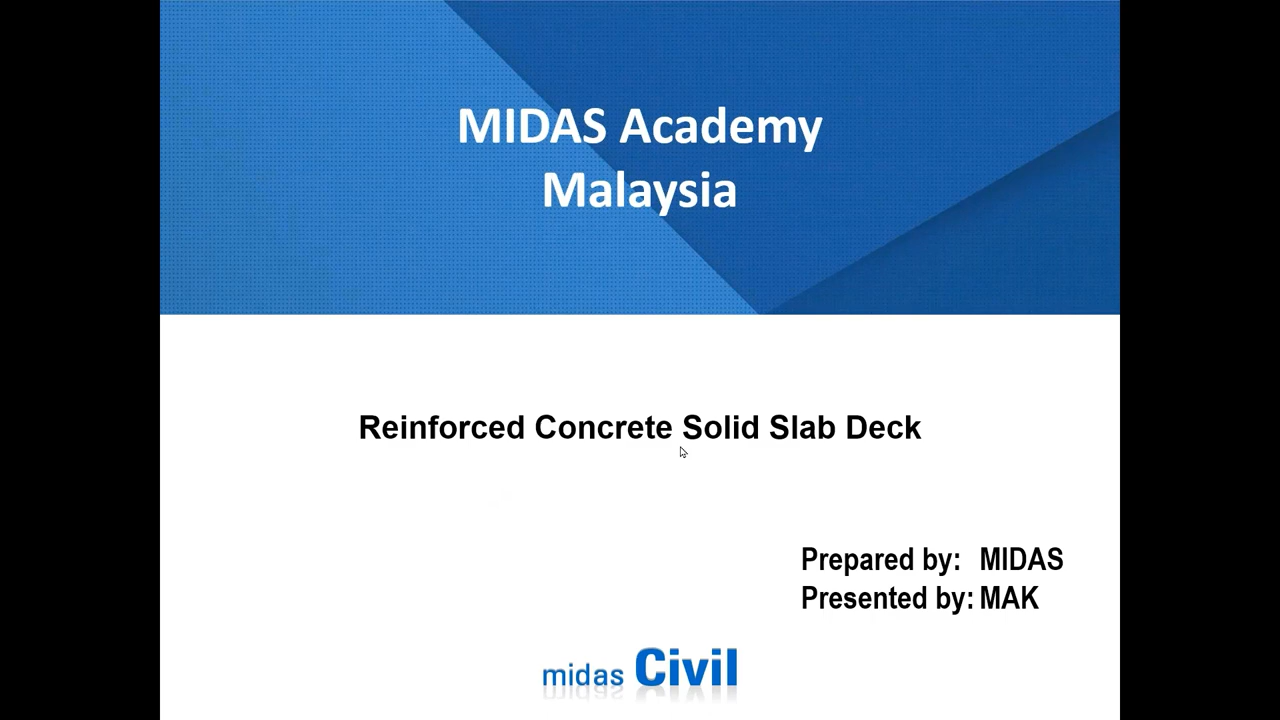 MIDAS Academy
Malaysia
Reinforced Concrete Solid Slab Deck
Prepared by: MIDAS
Presented by: MAK
midas Civil